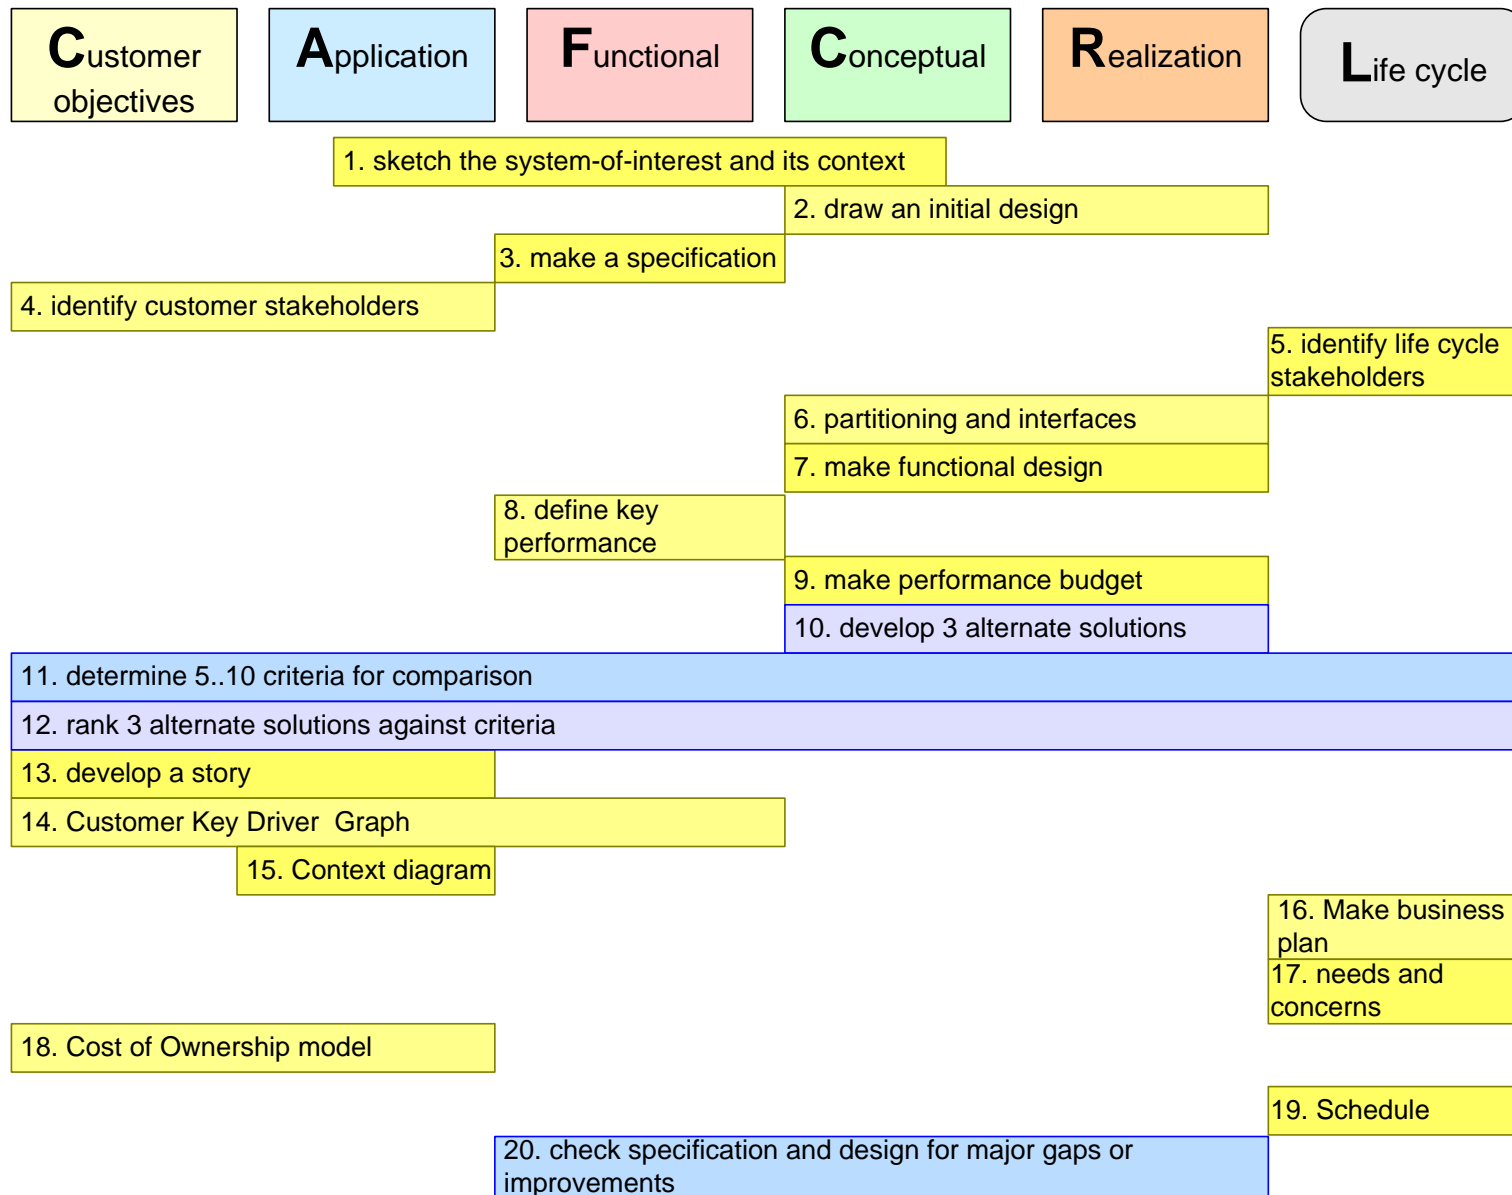 Customer
objectives
Application
Functional
Conceptual
Realization
Life cycle
1. sketch the system-of-interest and its context
2. draw an initial design
3. make a specification
4. identify customer stakeholders
5. identify life cycle
stakeholders
6. partitioning and interfaces
7. make functional design
8. define key
performance
9. make performance budget
10. develop 3 alternate solutions
11. determine 5..10 criteria for comparison
12. rank 3 alternate solutions against criteria
13. develop a story
14. Customer Key Driver  Graph
15. Context diagram
16. Make business
plan
17. needs and
concerns
18. Cost of Ownership model
19. Schedule
20. check specification and design for major gaps or
improvements